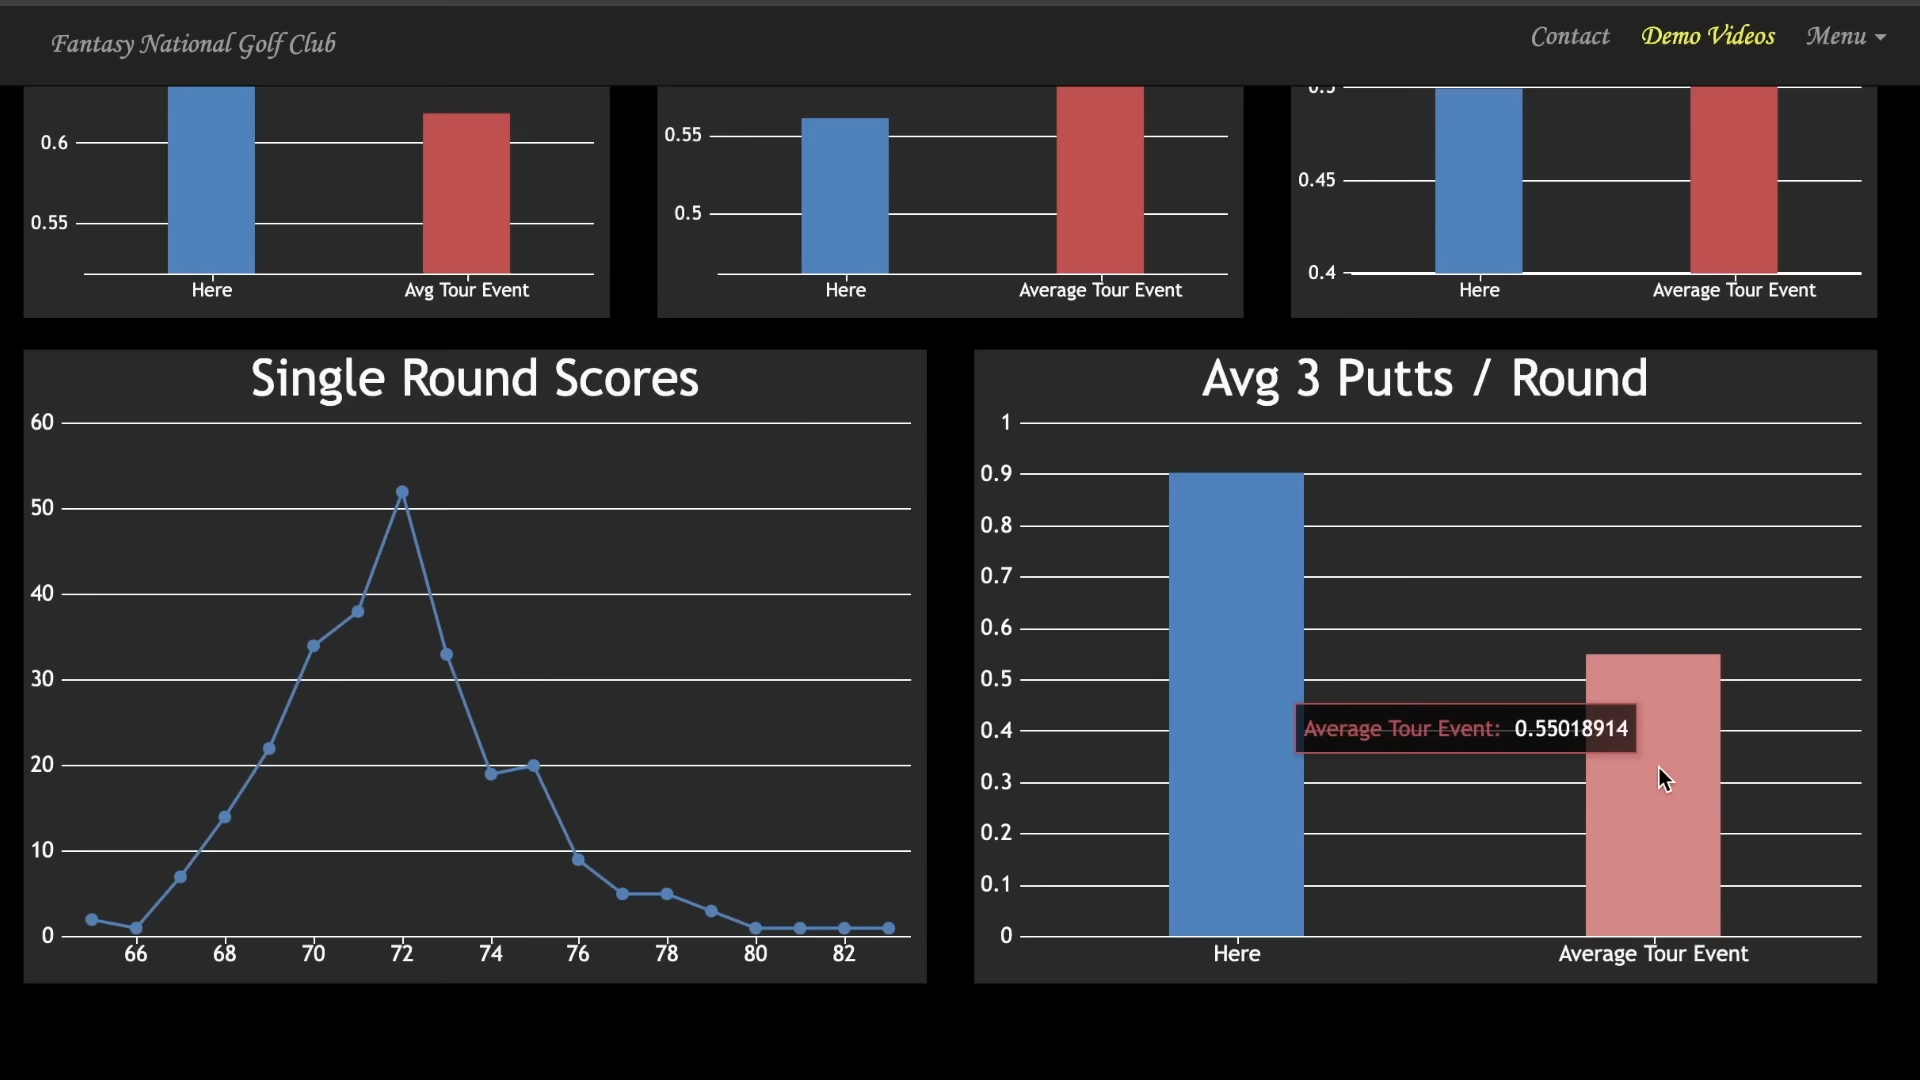 Fantasy National Golf Club
Contact Demo Videos Menu
0.6
0.55
Here Avg Tour Event
0.55
0.5
Here Average Tour Event
0.5
0.45
0.4
Here Average Tour Event
Single Round Scores
60
50
40
30
20
10
0
66 68 70 72 74 76 78 80 82
Avg 3 Putts / Round
1
0.9
0.8
0.7
0.6
0.5
0.4
0.3
0.2
0.1
0
Average Tour Event: 0.55018914
Here Average Tour Event